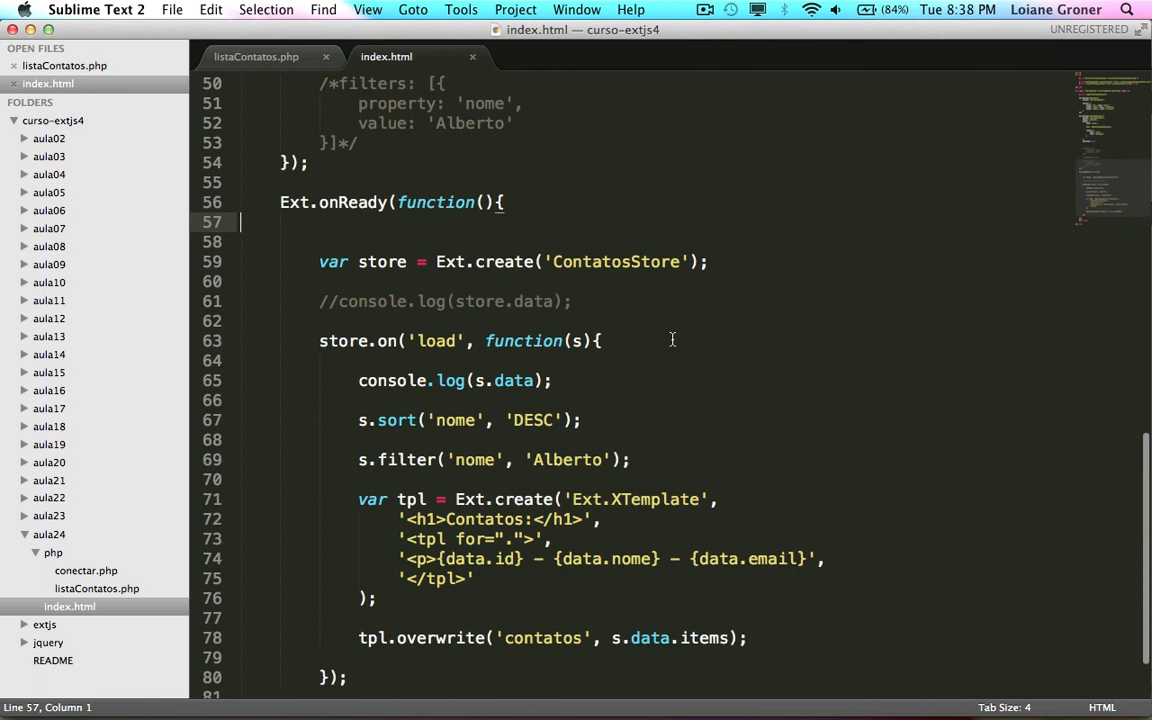 Sublime Text 2 File Edit Selection Find View Goto Tools Project Window Help (84%) Tue 8:38 PM Loiane Groner
index.html — curso-extjs4 UNREGISTERED
OPEN FILES
listaContatos.php
index.html
FOLDERS
curso-extjs4
aula02
aula03
aula04
aula05
aula06
aula07
aula08
aula09
aula10
aula11
aula12
aula13
aula14
aula15
aula16
aula17
aula18
aula19
aula20
aula21
aula22
aula23
aula24
php
conectar.php
listaContatos.php
index.html
extjs
jquery
README
listaContatos.php × index.html ×
50 /*filters: [{
51 property: 'nome',
52 value: 'Alberto'
53 }]*/
54 });
55
56 Ext.onReady(function(){
57
58
59 var store = Ext.create('ContatosStore');
60
61 //console.log(store.data);
62
63 store.on('load', function(s){
64
65 console.log(s.data);
66
67 s.sort('nome', 'DESC');
68
69 s.filter('nome', 'Alberto');
70
71 var tpl = Ext.create('Ext.XTemplate',
72 '<h1>Contatos:</h1>',
73 '<tpl for=".">',
74 '<p>{data.id} – {data.nome} – {data.email}',
75 '</tpl>'
76 );
77
78 tpl.overwrite('contatos', s.data.items);
79
80 });
81
Line 57, Column 1 Tab Size: 4 HTML